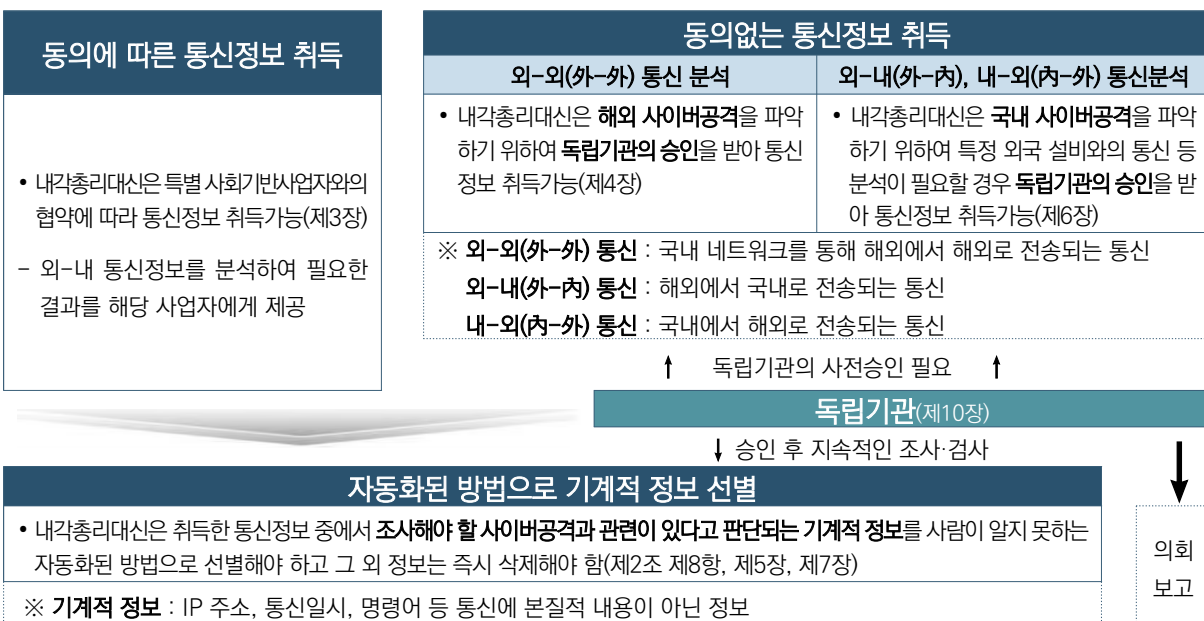 동의에 따른 통신정보 취득
• 내각총리대신은 특별 사회기반사업자와의
협약에 따라 통신정보 취득가능(제3장)
- 외-내 통신정보를 분석하여 필요한
결과를 해당 사업자에게 제공
동의없는 통신정보 취득
외-외(外-外) 통신 분석
• 내각총리대신은 해외 사이버공격을 파악
하기 위하여 독립기관의 승인을 받아 통신
정보 취득가능(제4장)
외-내(外-內), 내-외(內-外) 통신분석
• 내각총리대신은 국내 사이버공격을 파악
하기 위하여 특정 외국 설비와의 통신 등
분석이 필요할 경우 독립기관의 승인을 받
아 통신정보 취득가능(제6장)
※ 외-외(外-外) 통신 : 국내 네트워크를 통해 해외에서 해외로 전송되는 통신
외-내(外-內) 통신 : 해외에서 국내로 전송되는 통신
내-외(內-外) 통신 : 국내에서 해외로 전송되는 통신
↑ 독립기관의 사전승인 필요 ↑
독립기관(제10장)
↓ 승인 후 지속적인 조사·검사
자동화된 방법으로 기계적 정보 선별
• 내각총리대신은 취득한 통신정보 중에서 조사해야 할 사이버공격과 관련이 있다고 판단되는 기계적 정보를 사람이 알지 못하는
자동화된 방법으로 선별해야 하고 그 외 정보는 즉시 삭제해야 함(제2조 제8항, 제5장, 제7장)
※ 기계적 정보 : IP 주소, 통신일시, 명령어 등 통신에 본질적 내용이 아닌 정보
의회
보고